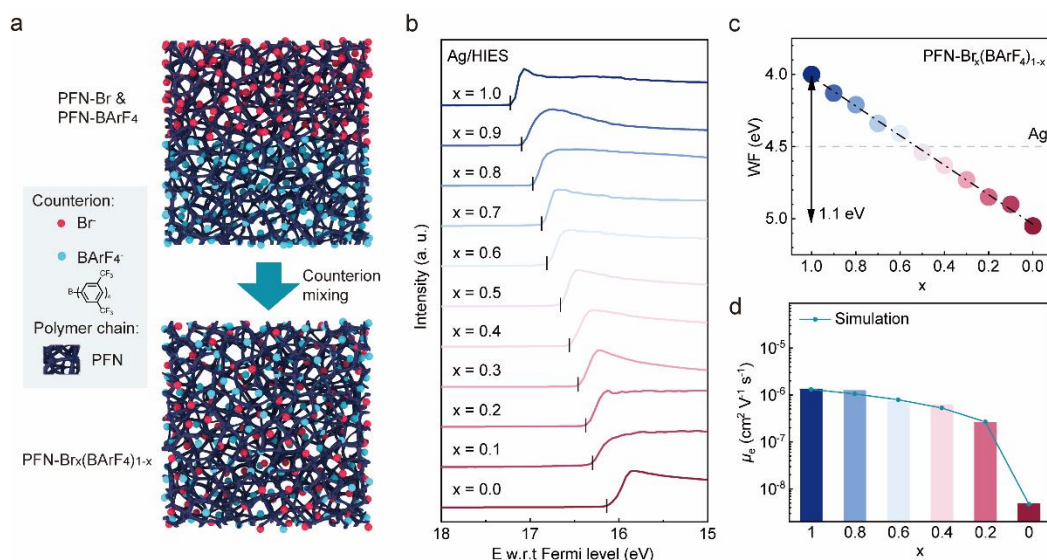 a
PFN-Br &
PFN-BArF₄
Counterion:
Br⁻
BArF₄⁻
B
CF₃
CF₃
4
Polymer chain:
PFN
Counterion
mixing
PFN-Brₓ(BArF₄)₁₋ₓ
b
Ag/HIES
x = 1.0
x = 0.9
x = 0.8
x = 0.7
x = 0.6
x = 0.5
x = 0.4
x = 0.3
x = 0.2
x = 0.1
x = 0.0
Intensity (a. u.)
18 17 16 15
E w.r.t Fermi level (eV)
c
PFN-Brₓ(BArF₄)₁₋ₓ
WF (eV)
4.0
4.5
5.0
Ag
1.1 eV
1.0 0.8 0.6 0.4 0.2 0.0
x
d
Simulation
μₑ (cm² V⁻¹ s⁻¹)
10⁻⁵
10⁻⁶
10⁻⁷
10⁻⁸
1 0.8 0.6 0.4 0.2 0
x